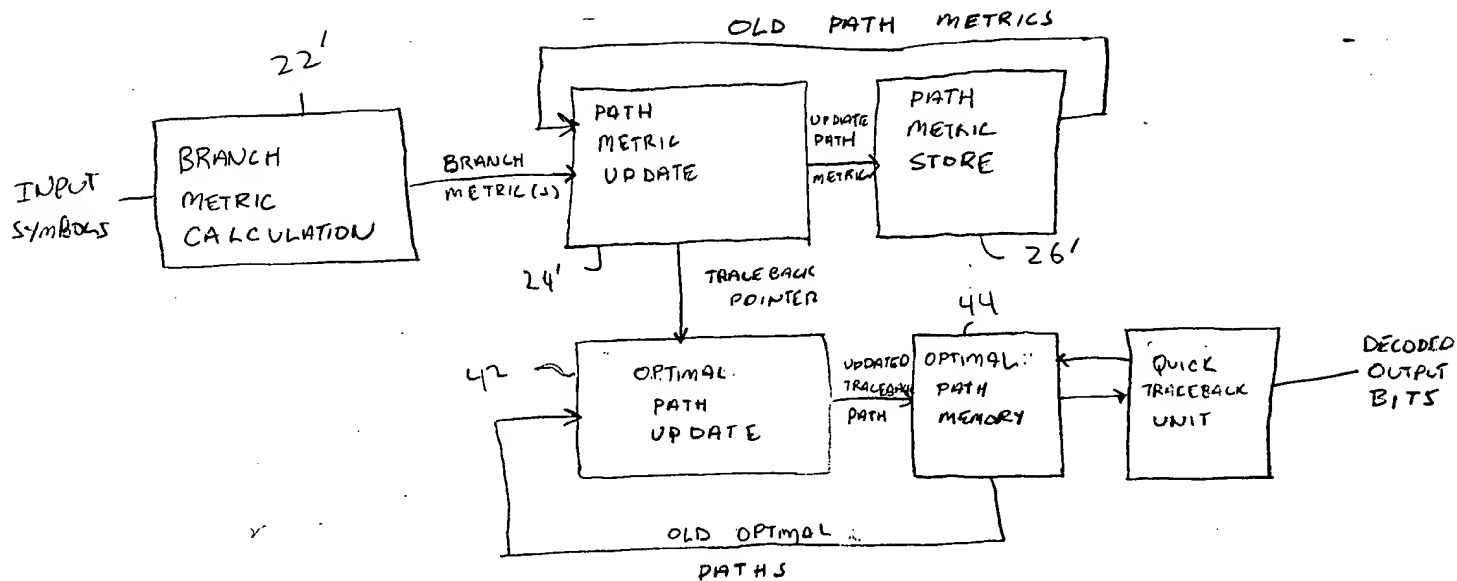 OLD PATH METRICS
22'
BRANCH
METRIC
CALCULATION
INPUT
SYMBOLS
BRANCH
METRIC(S)
PATH
METRIC
UPDATE
24'
UPDATE
PATH
METRIC
PATH
METRIC
STORE
26'
TRACEBACK
POINTER
42
OPTIMAL
PATH
UPDATE
UPDATED
TRACEBACK
PATH
44
OPTIMAL
PATH
MEMORY
QUICK
TRACEBACK
UNIT
DECODED
OUTPUT
BITS
OLD OPTIMAL
PATHS